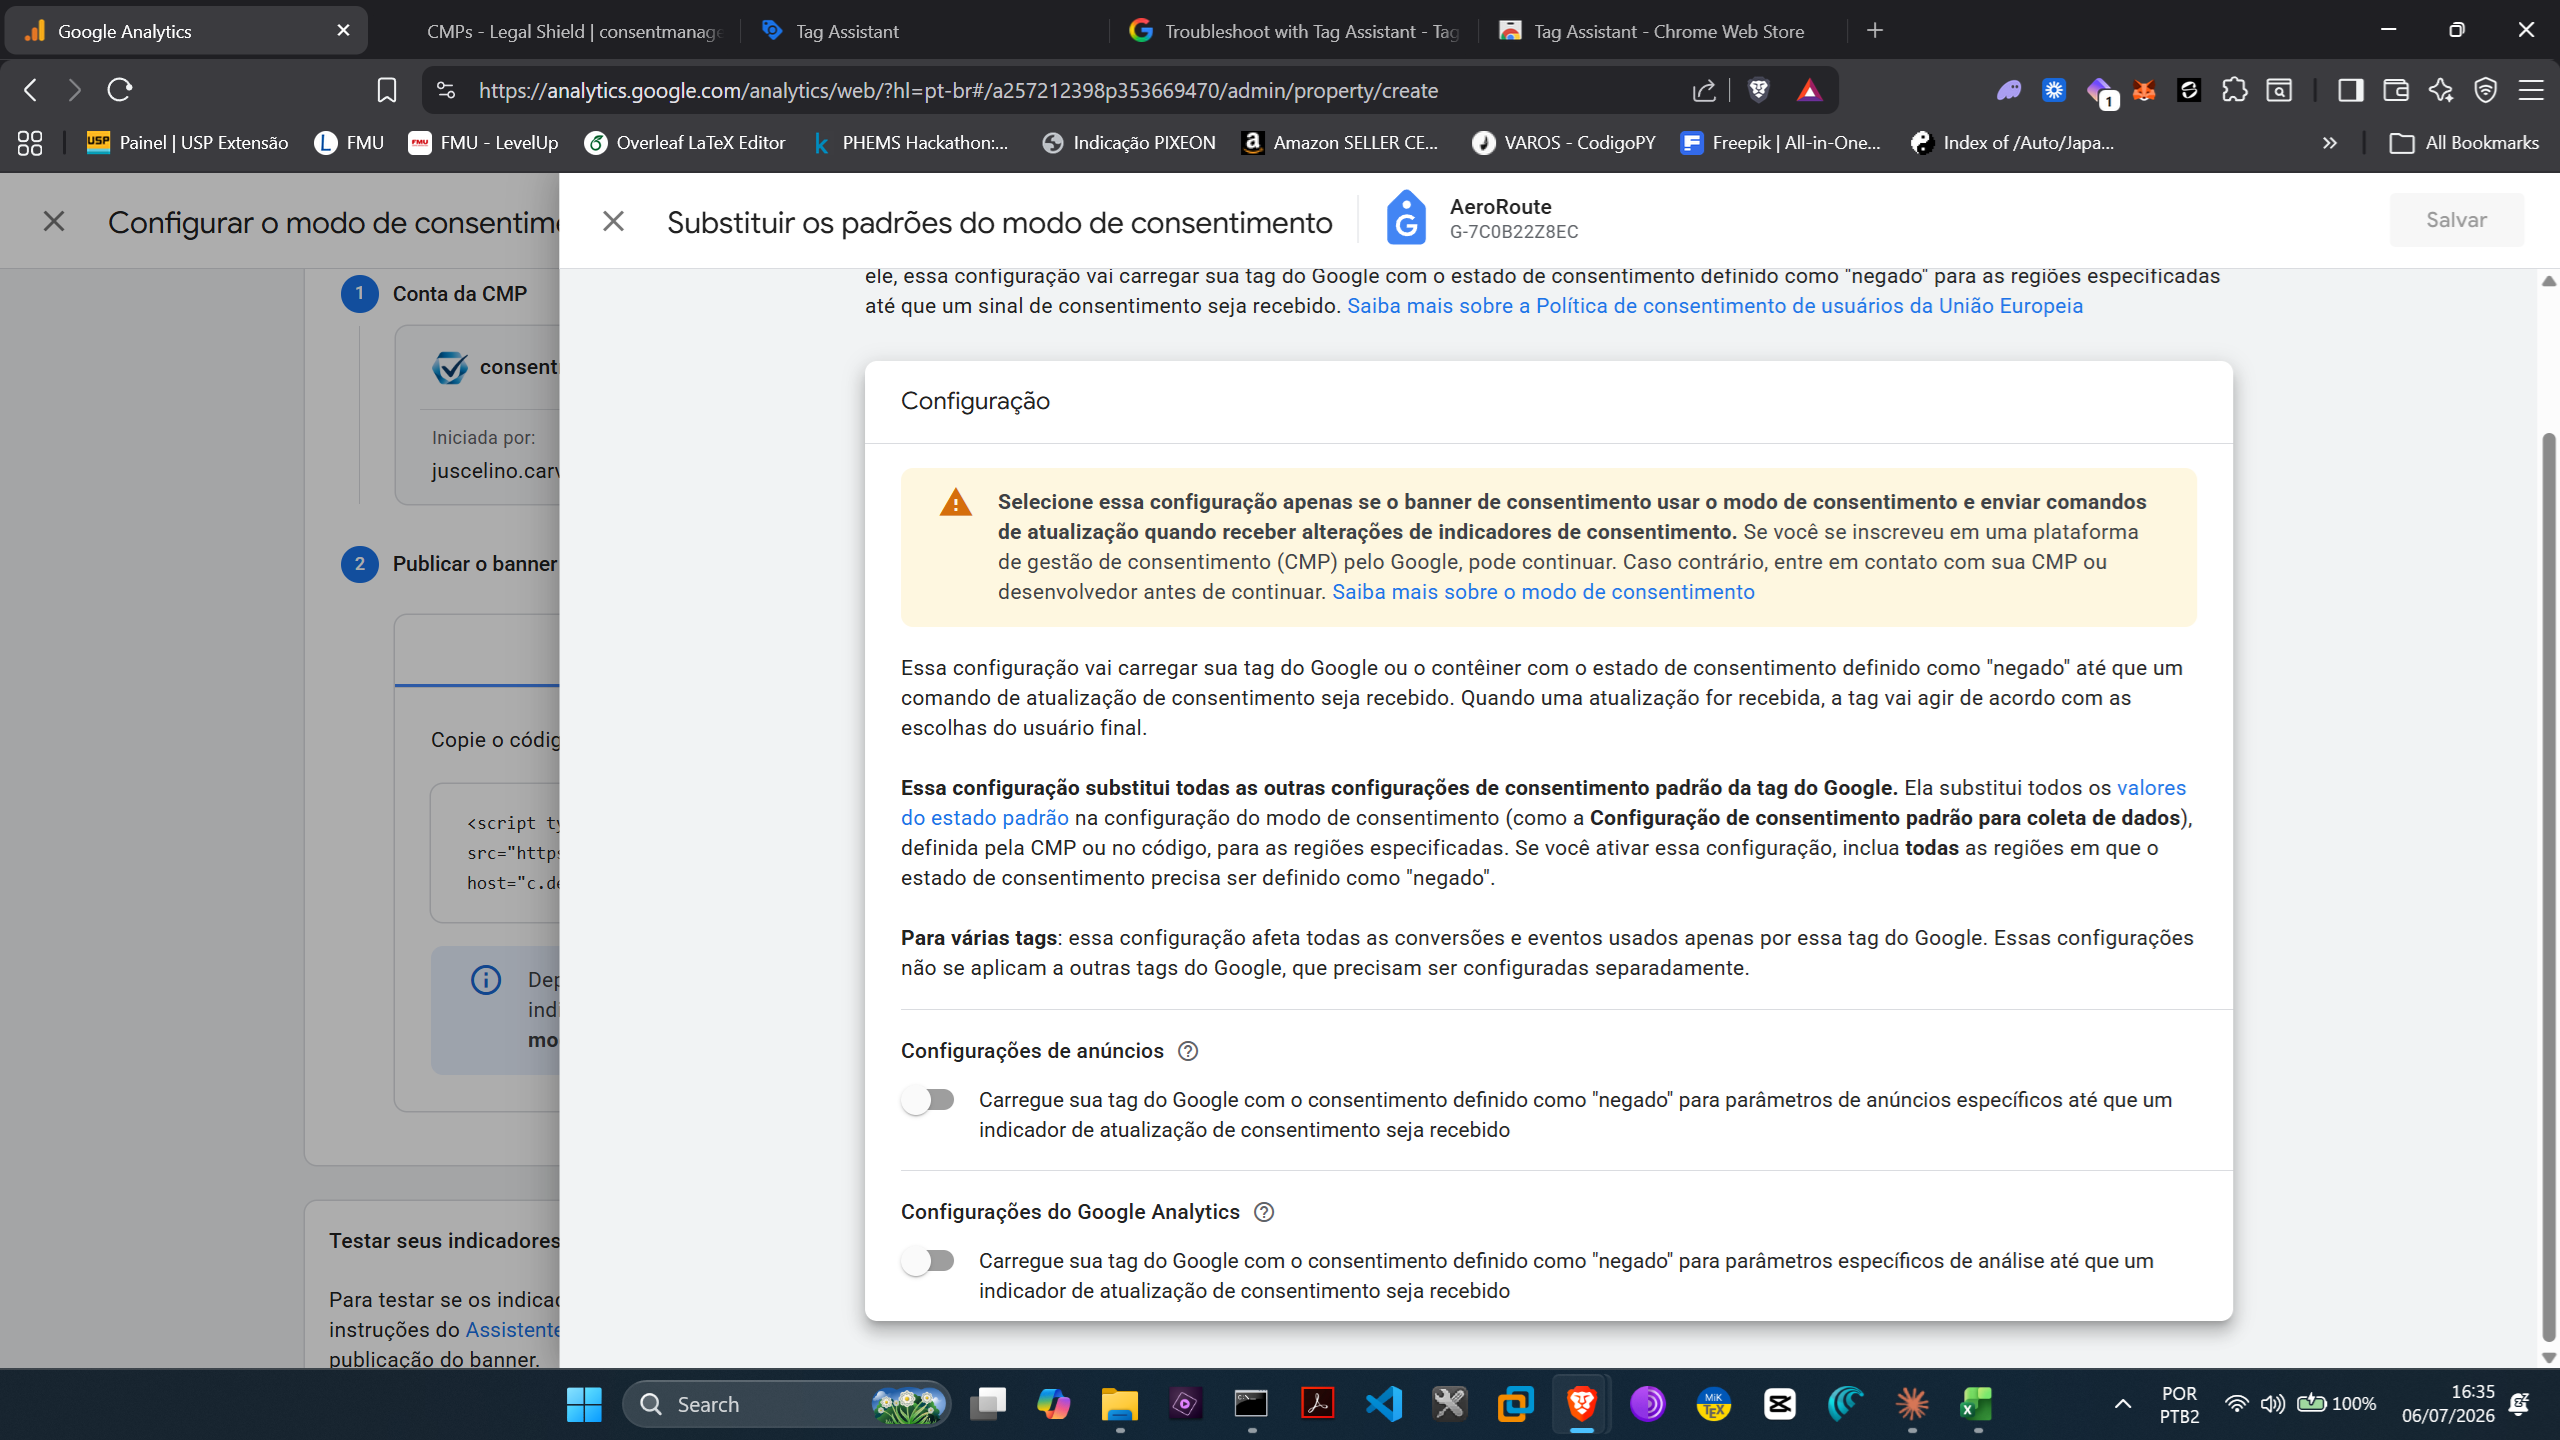 Google Analytics
CMPs - Legal Shield | consentmanage
Tag Assistant
Troubleshoot with Tag Assistant - Tag
Tag Assistant - Chrome Web Store
https://analytics.google.com/analytics/web/?hl=pt-br#/a257212398p353669470/admin/property/create
1
USP Painel | USP Extensão
FMU
FMU - LevelUp
Overleaf LaTeX Editor
PHEMS Hackathon:...
Indicação PIXEON
Amazon SELLER CE...
VAROS - CodigoPY
Freepik | All-in-One...
Index of /Auto/Japa...
All Bookmarks
Configurar o modo de consentime
Substituir os padrões do modo de consentimento
AeroRoute
G-7C0B22Z8EC
Salvar
1 Conta da CMP
consent
Iniciada por:
juscelino.carv
2 Publicar o banner
Copie o códig
<script ty
src="https
host="c.de
Dep
indi
mo
Testar seus indicadores
Para testar se os indicad
instruções do Assistente
publicação do banner.
ele, essa configuração vai carregar sua tag do Google com o estado de consentimento definido como "negado" para as regiões especificadas
até que um sinal de consentimento seja recebido. Saiba mais sobre a Política de consentimento de usuários da União Europeia
Configuração
Selecione essa configuração apenas se o banner de consentimento usar o modo de consentimento e enviar comandos
de atualização quando receber alterações de indicadores de consentimento. Se você se inscreveu em uma plataforma
de gestão de consentimento (CMP) pelo Google, pode continuar. Caso contrário, entre em contato com sua CMP ou
desenvolvedor antes de continuar. Saiba mais sobre o modo de consentimento
Essa configuração vai carregar sua tag do Google ou o contêiner com o estado de consentimento definido como "negado" até que um
comando de atualização de consentimento seja recebido. Quando uma atualização for recebida, a tag vai agir de acordo com as
escolhas do usuário final.
Essa configuração substitui todas as outras configurações de consentimento padrão da tag do Google. Ela substitui todos os valores
do estado padrão na configuração do modo de consentimento (como a Configuração de consentimento padrão para coleta de dados),
definida pela CMP ou no código, para as regiões especificadas. Se você ativar essa configuração, inclua todas as regiões em que o
estado de consentimento precisa ser definido como "negado".
Para várias tags: essa configuração afeta todas as conversões e eventos usados apenas por essa tag do Google. Essas configurações
não se aplicam a outras tags do Google, que precisam ser configuradas separadamente.
Configurações de anúncios
Carregue sua tag do Google com o consentimento definido como "negado" para parâmetros de anúncios específicos até que um
indicador de atualização de consentimento seja recebido
Configurações do Google Analytics
Carregue sua tag do Google com o consentimento definido como "negado" para parâmetros específicos de análise até que um
indicador de atualização de consentimento seja recebido
Search
POR
PTB2
100%
16:35
06/07/2026